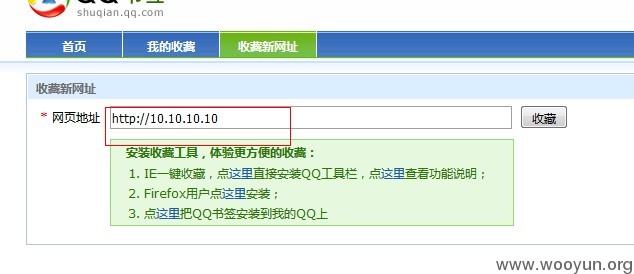 QQ书签
shuqian.qq.com
首页 我的收藏 收藏新网址
收藏新网址
* 网页地址 http://10.10.10.10 收藏
安装收藏工具，体验更方便的收藏：
1. IE一键收藏，点这里直接安装QQ工具栏，点这里查看功能说明；
2. Firefox用户点这里安装；
3. 点这里把QQ书签安装到我的QQ上
www.wooyun.org